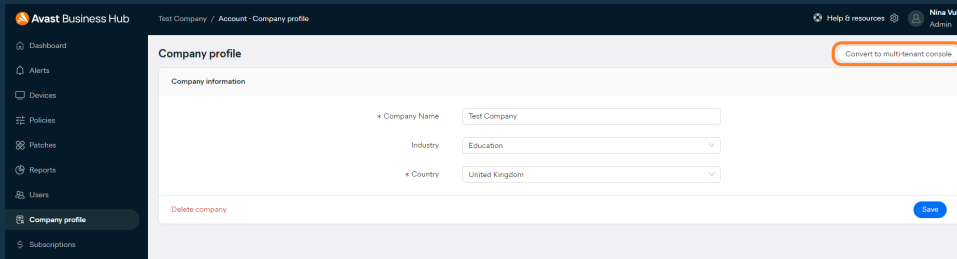 Avast Business Hub
Test Company / Account - Company profile
Help & resources
Nina Vul
Admin
Dashboard
Alerts
Devices
Policies
Patches
Reports
Users
Company profile
Subscriptions
Company profile
Convert to multi-tenant console
Company information
* Company Name
Test Company
Industry
Education
* Country
United Kingdom
Delete company
Save